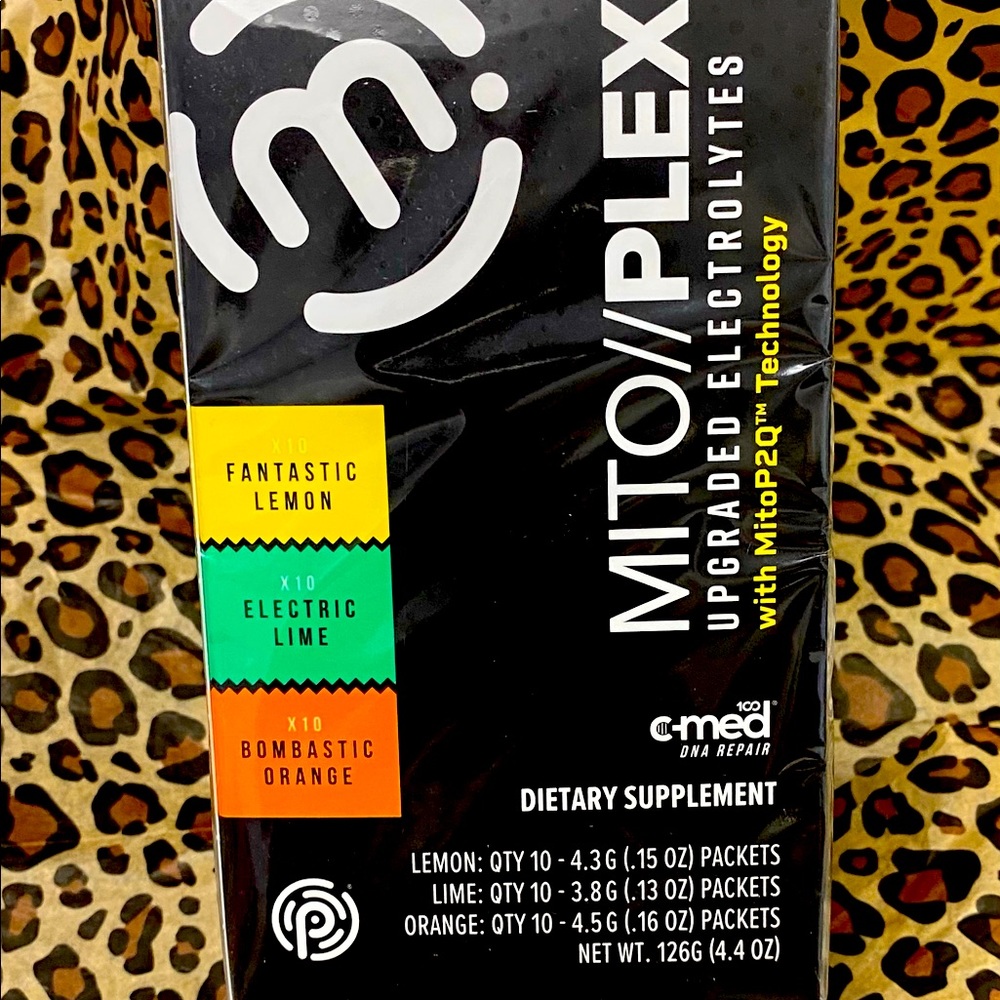 m
MITO//PLEX
UPGRADED ELECTROLYTES
with MitoP2Q™ Technology
X10
FANTASTIC
LEMON
X10
ELECTRIC
LIME
X10
BOMBASTIC
ORANGE
100
c-med®
DNA REPAIR
DIETARY SUPPLEMENT
LEMON: QTY 10 - 4.3 G (.15 OZ) PACKETS
LIME: QTY 10 - 3.8 G (.13 OZ) PACKETS
ORANGE: QTY 10 - 4.5 G (.16 OZ) PACKETS
NET WT. 126G (4.4 OZ)
p®